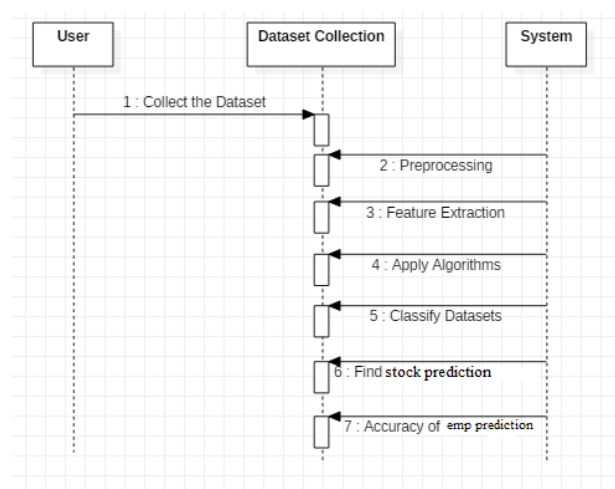 User
Dataset Collection
System
1 : Collect the Dataset
2 : Preprocessing
3 : Feature Extraction
4 : Apply Algorithms
5 : Classify Datasets
6 : Find stock prediction
7 : Accuracy of emp prediction